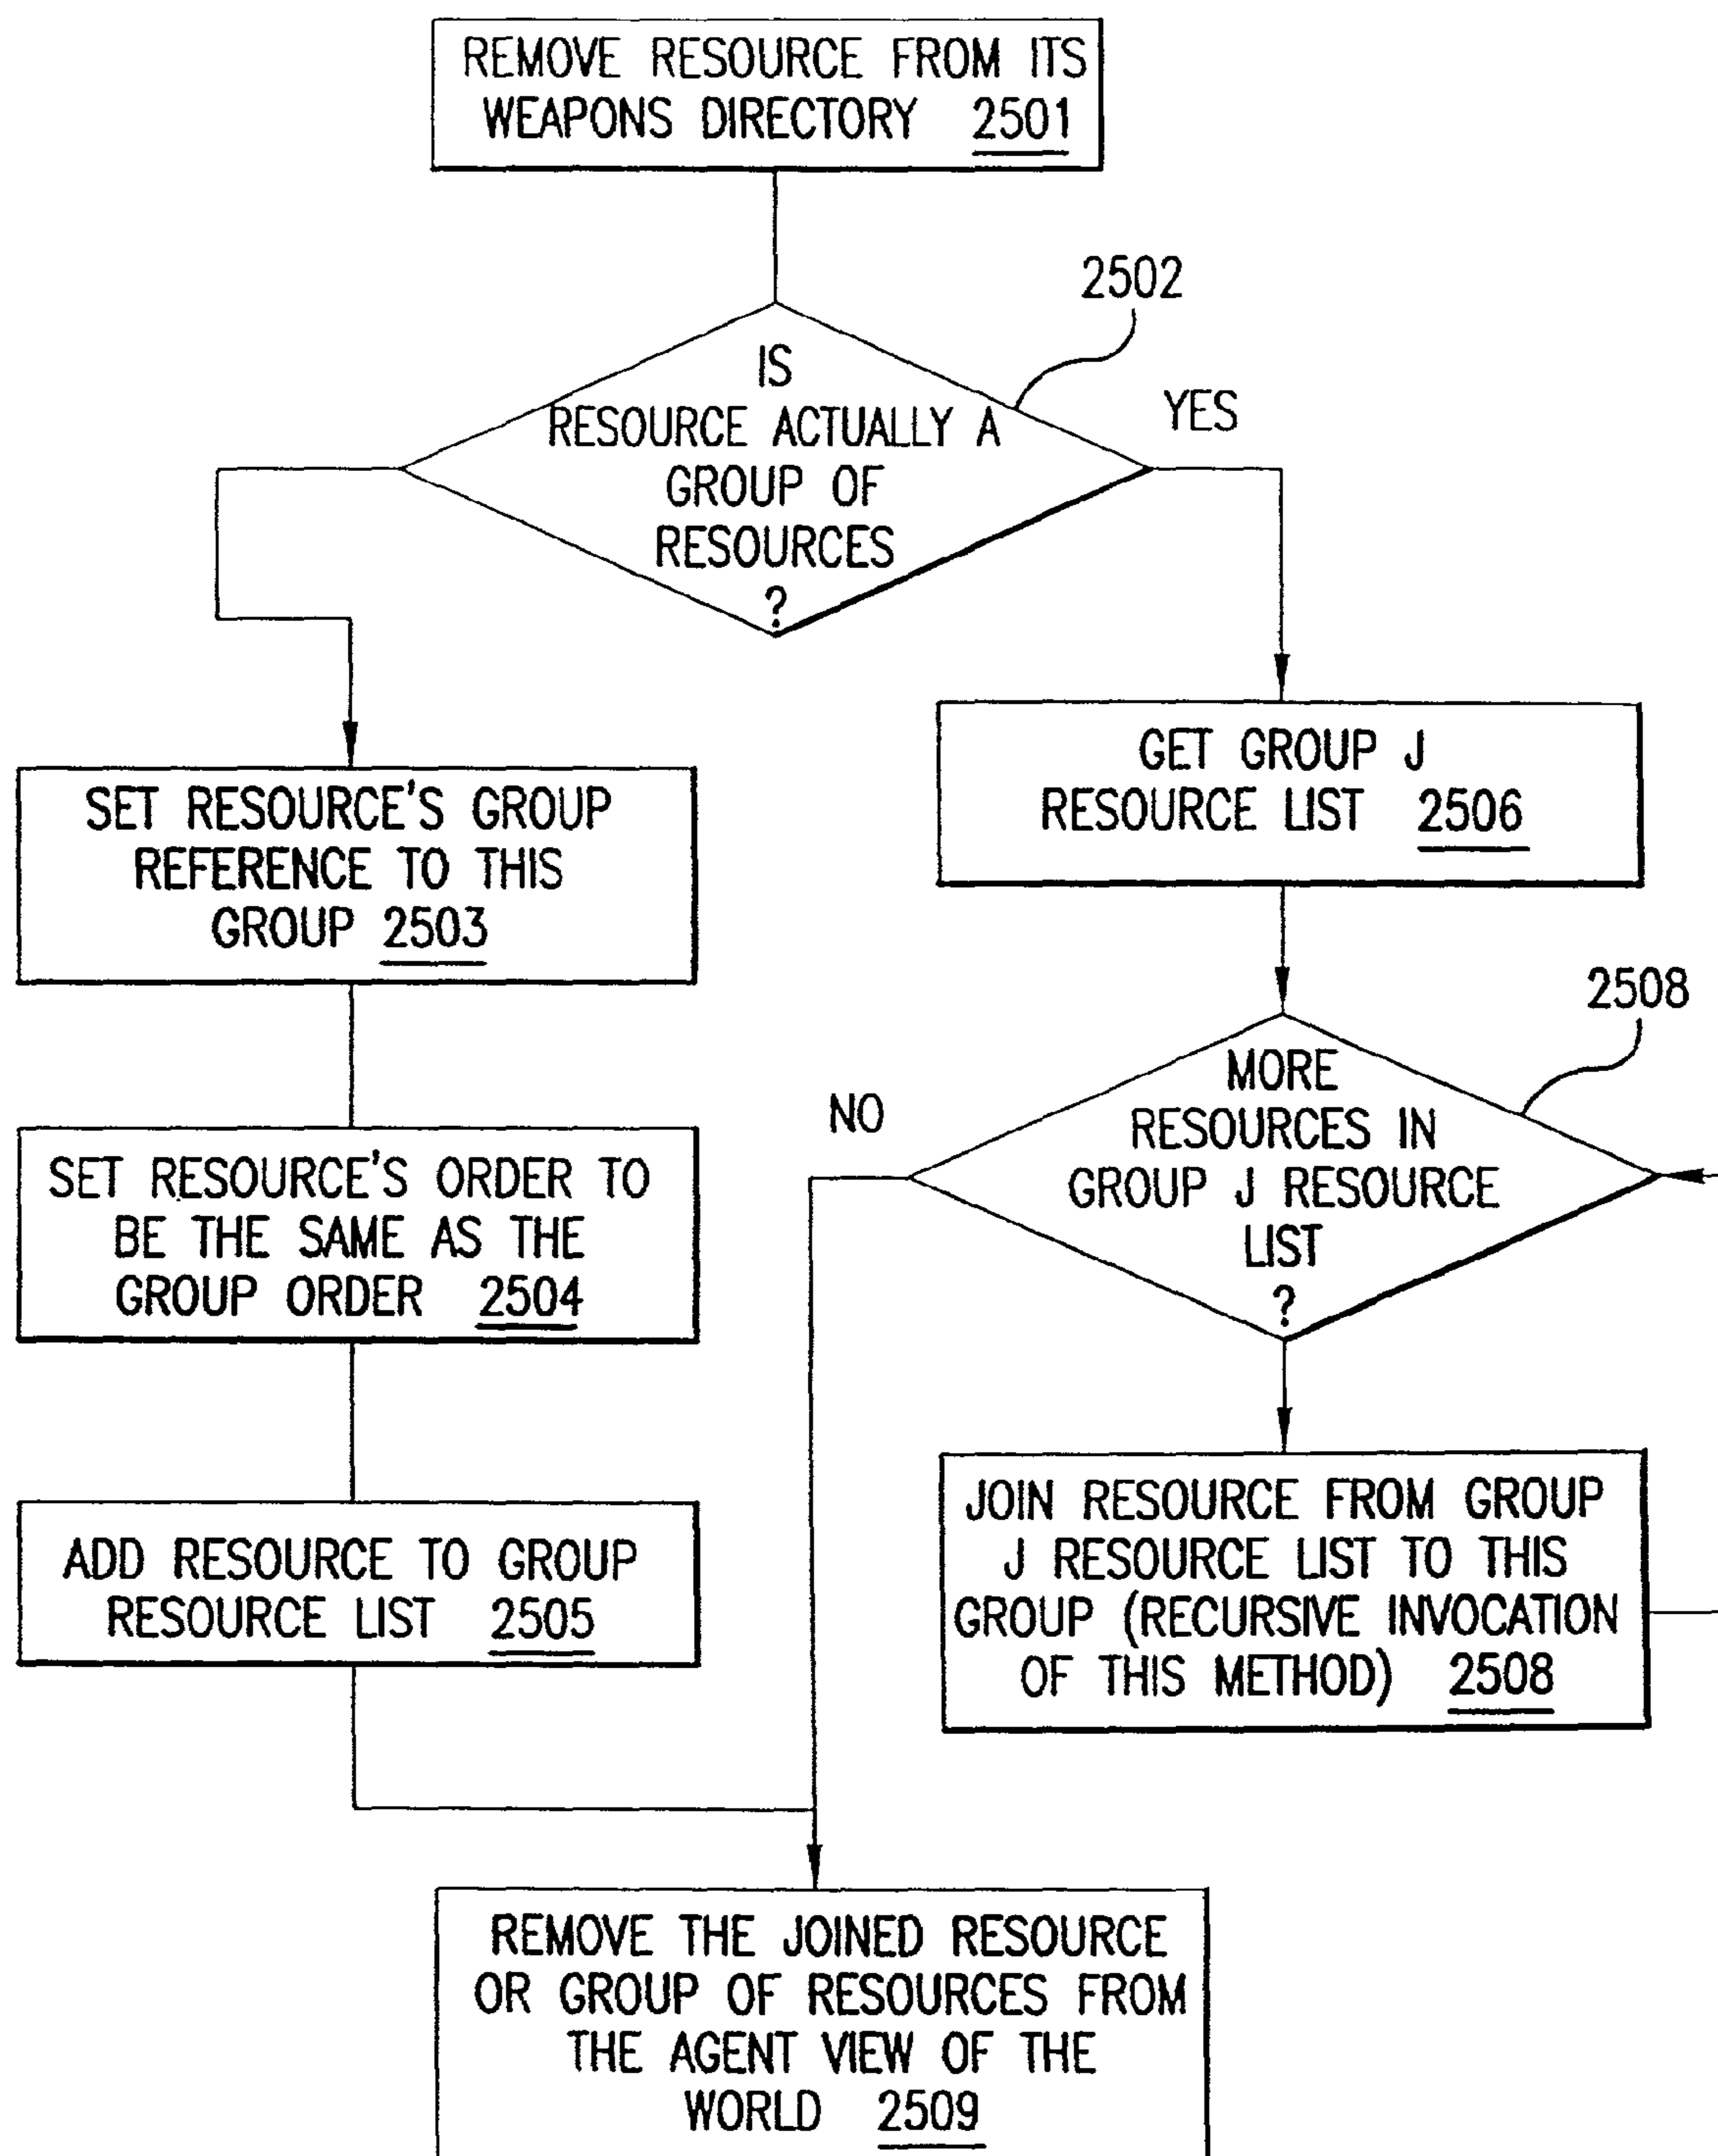 REMOVE RESOURCE FROM ITS
WEAPONS DIRECTORY 2501
2502
IS
RESOURCE ACTUALLY A
GROUP OF
RESOURCES
?
YES
SET RESOURCE'S GROUP
REFERENCE TO THIS
GROUP 2503
GET GROUP J
RESOURCE LIST 2506
2508
MORE
RESOURCES IN
GROUP J RESOURCE
LIST
?
NO
SET RESOURCE'S ORDER TO
BE THE SAME AS THE
GROUP ORDER 2504
JOIN RESOURCE FROM GROUP
J RESOURCE LIST TO THIS
GROUP (RECURSIVE INVOCATION
OF THIS METHOD) 2508
ADD RESOURCE TO GROUP
RESOURCE LIST 2505
REMOVE THE JOINED RESOURCE
OR GROUP OF RESOURCES FROM
THE AGENT VIEW OF THE
WORLD 2509